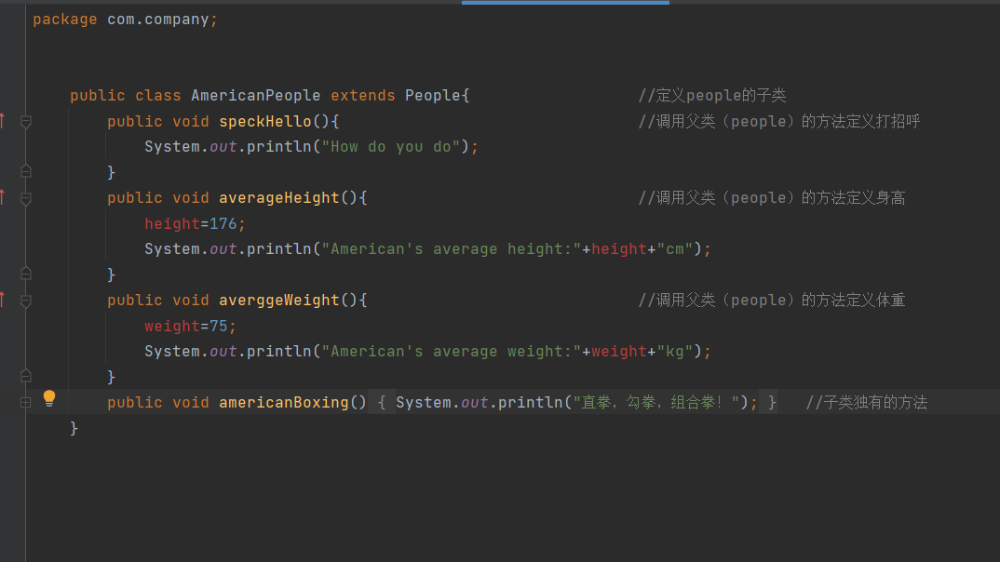 package com.company;
public class AmericanPeople extends People{ //定义people的子类
public void speckHello(){ //调用父类（people）的方法定义打招呼
System.out.println("How do you do");
}
public void averageHeight(){ //调用父类（people）的方法定义身高
height=176;
System.out.println("American's average height:"+height+"cm");
}
public void averggeWeight(){ //调用父类（people）的方法定义体重
weight=75;
System.out.println("American's average weight:"+weight+"kg");
}
public void americanBoxing() { System.out.println("直拳，勾拳，组合拳！"); } //子类独有的方法
}